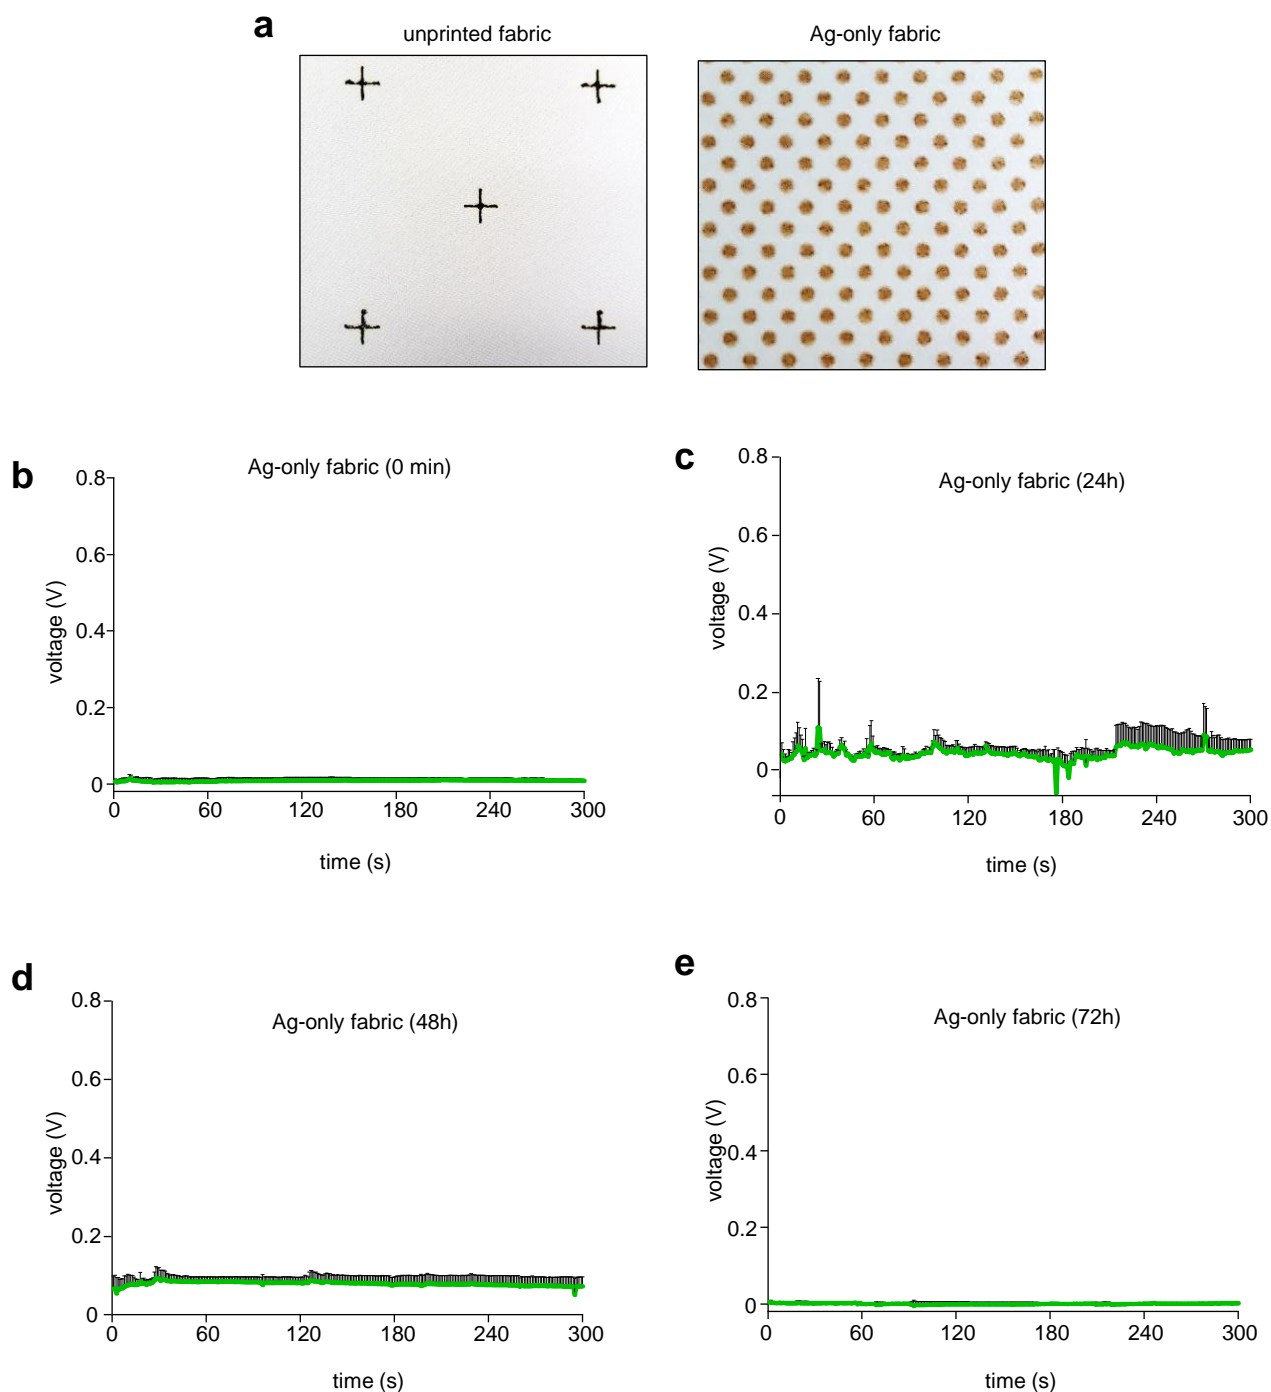 a
unprinted fabric
Ag-only fabric
b
Ag-only fabric (0 min)
0.8
0.6
0.4
0.2
0
voltage (V)
0 60 120 180 240 300
time (s)
c
Ag-only fabric (24h)
0.8
0.6
0.4
0.2
0
voltage (V)
0 60 120 180 240 300
time (s)
d
Ag-only fabric (48h)
0.8
0.6
0.4
0.2
0
voltage (V)
0 60 120 180 240 300
time (s)
e
Ag-only fabric (72h)
0.8
0.6
0.4
0.2
0
voltage (V)
0 60 120 180 240 300
time (s)